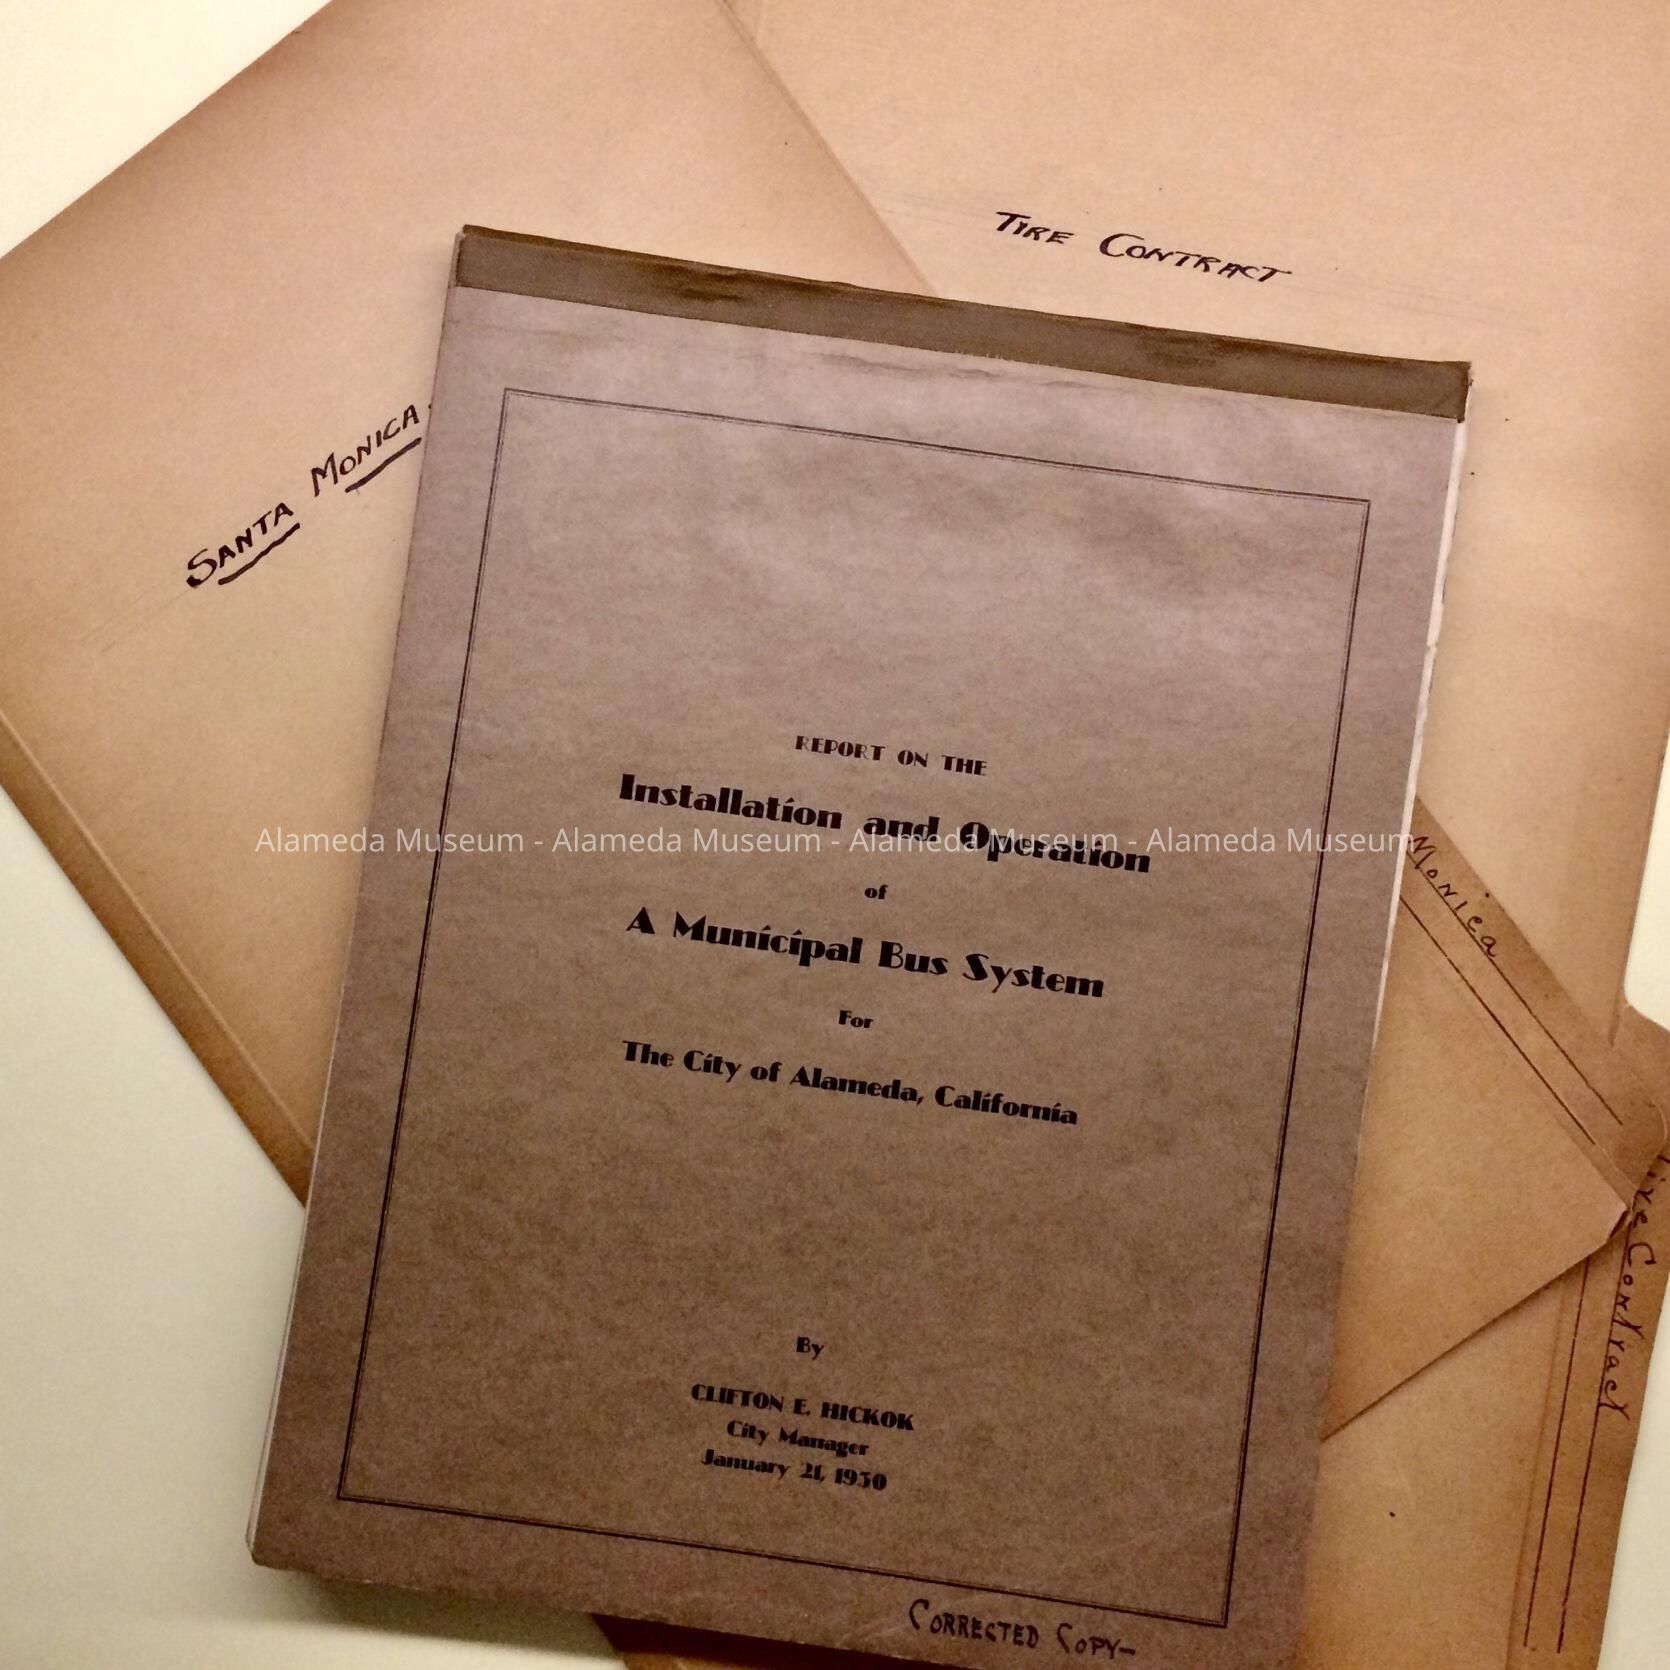 TIRE CONTRACT
SANTA MONICA
REPORT ON THE
Installation and Operation
Alameda Museum - Alameda Museum - Alameda Museum - Alameda Museum
of
A Municipal Bus System
For
The City of Alameda, California
By
CLIFTON E. HICKOK
City Manager
January 21, 1930
CORRECTED COPY-
Monica
Tire Contract